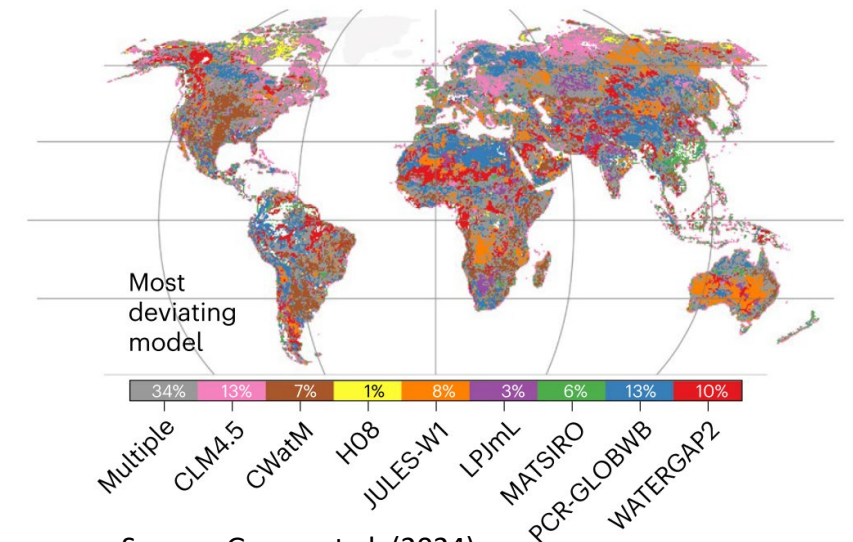 Most
deviating
model
34% 13% 7% 1% 8% 3% 6% 13% 10%
Multiple
CLM4.5
CWatM
H08
JULES-W1
LPJmL
MATSIRO
PCR-GLOBWB
WATERGAP2
(2024)